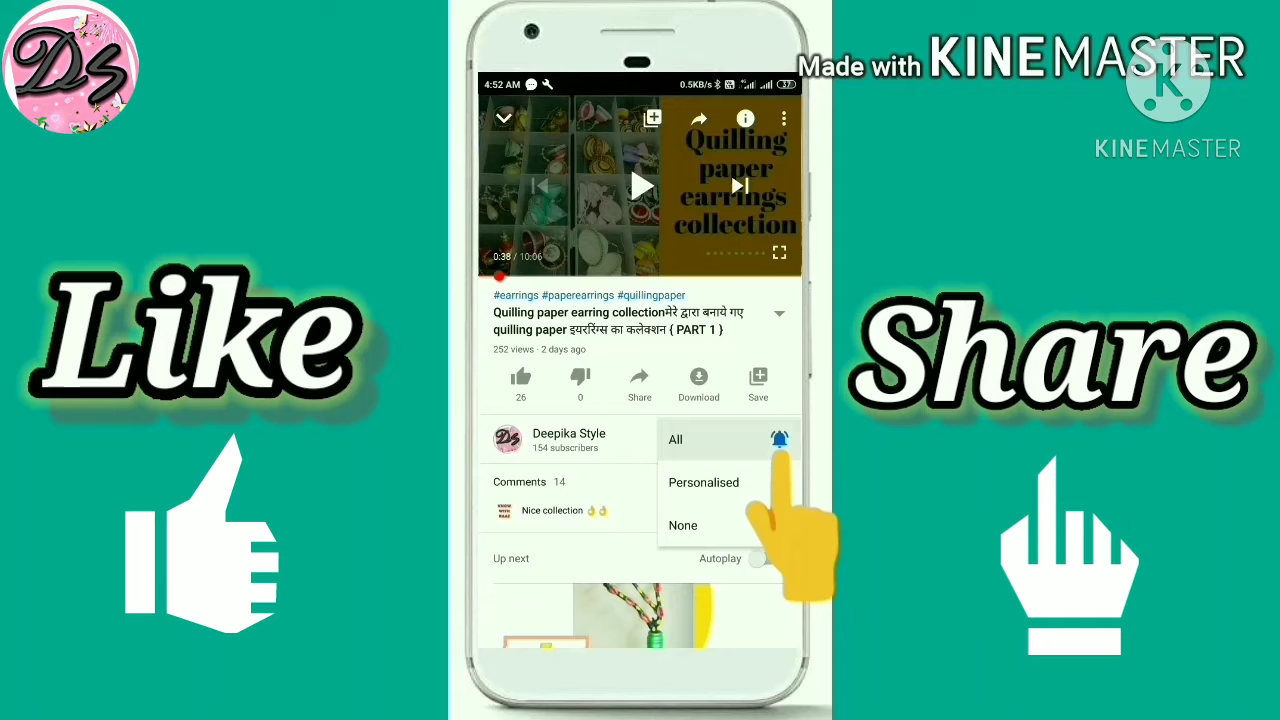 Ds
Made with KINEMASTER
K
KINEMASTER
4:52 AM
0.5KB/s
37
Quilling
paper
earrings
collection
0:38 / 10:06
#earrings #paperearrings #quillingpaper
Quilling paper earring collectionमेरे द्वारा बनाये गए
quilling paper इयररिंग्स का कलेक्शन { PART 1 }
252 views · 2 days ago
26
0
Share
Download
Save
Like
Share
Ds
Deepika Style
154 subscribers
All
Personalised
None
Comments 14
Nice collection 👌👌
Up next
Autoplay